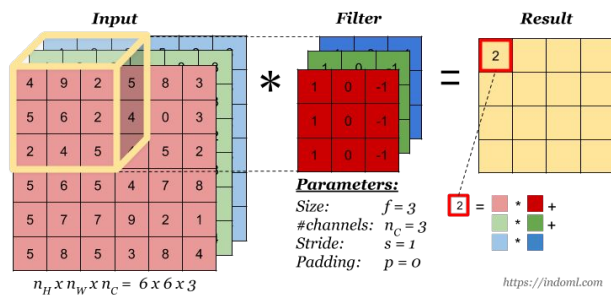 Input Filter Result
* =
4 9 2 5 8 3
5 6 2 4 0 3
2 4 5 4 5 2
5 6 5 4 7 8
5 7 7 9 2 1
5 8 5 3 8 4
1 0 -1
1 0 -1
1 0 -1
2
Parameters:
Size: f = 3
#channels: n_C = 3
Stride: s = 1
Padding: p = 0
2 = * +
* +
*
n_H x n_W x n_C = 6 x 6 x 3
https://indoml.com